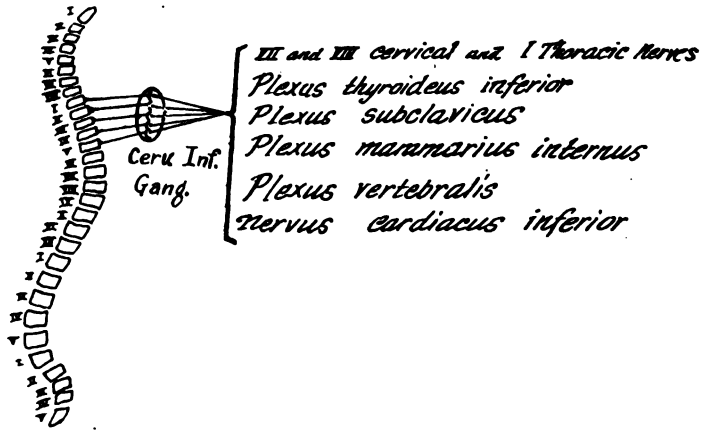 VII and VIII cervical and I Thoracic Nerves
Plexus thyroideus inferior
Plexus subclavicus
Plexus mammarius internus
Plexus vertebralis
nervus cardiacus inferior
Cerv. Inf.
Gang.